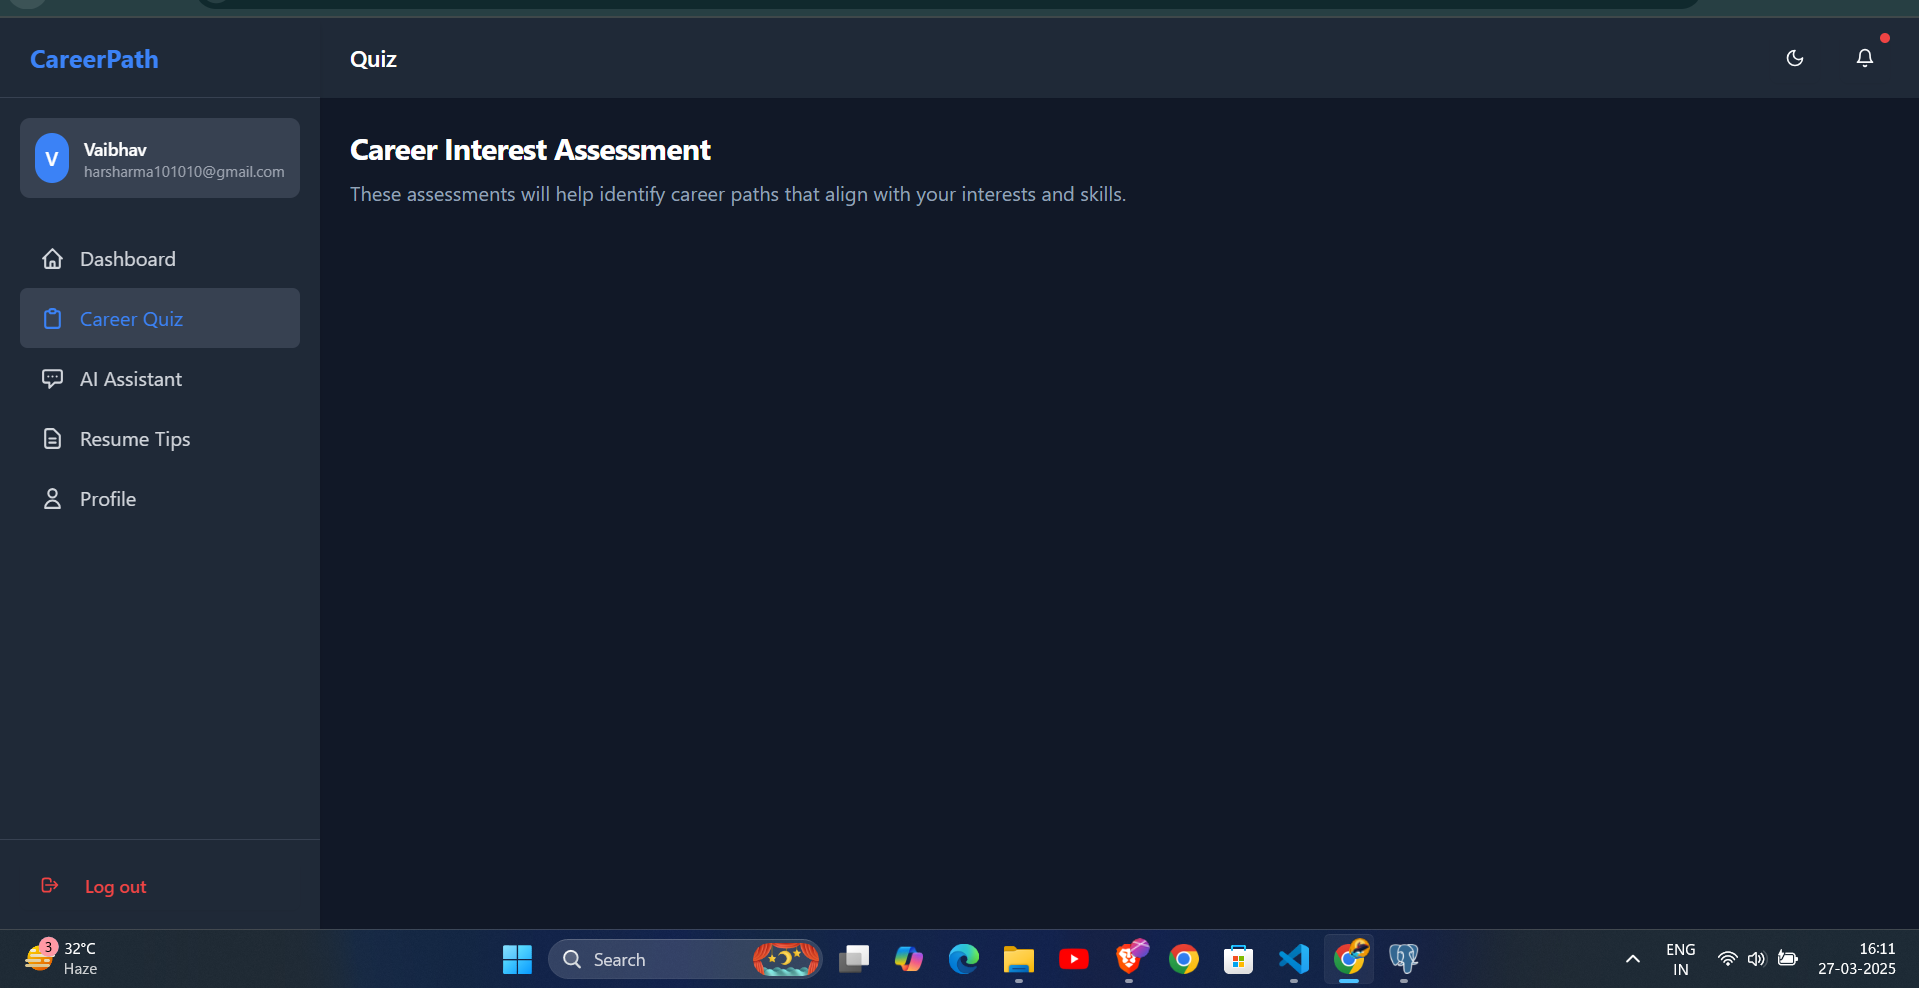 CareerPath
Quiz
V
Vaibhav
harsharma101010@gmail.com
Dashboard
Career Quiz
AI Assistant
Resume Tips
Profile
Log out
Career Interest Assessment
These assessments will help identify career paths that align with your interests and skills.
3
32°C
Haze
Search
ENG
IN
16:11
27-03-2025